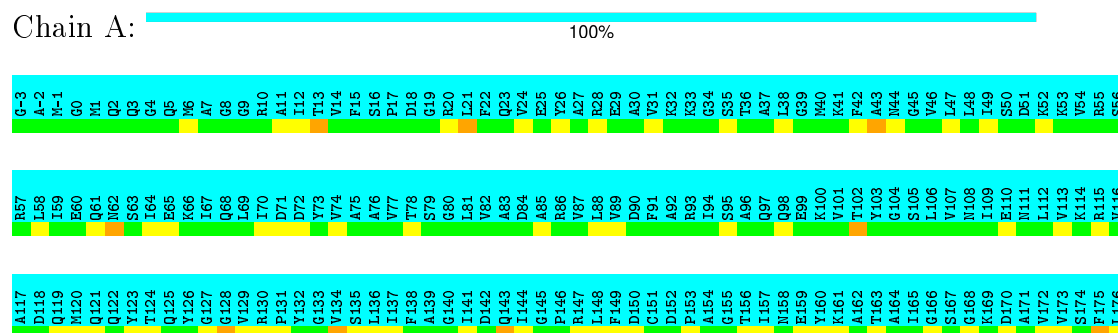 Chain A:
100%
G-3 A-2 M-1 G0 M1 Q2 Q3 G4 Q5 M6 A7 G8 G9 R10 A11 I12 T13 V14 F15 S16 P17 D18 G19 R20 L21 F22 Q23 V24 E25 Y26 A27 R28 E29 A30 V31 K32 K33 G34 S35 T36 A37 L38 G39 M40 K41 F42 A43 N44 G45 V46 L47 L48 I49 S50 D51 K52 K53 V54 R55 S56
R57 L58 I59 E60 Q61 N62 S63 I64 E65 K66 I67 Q68 L69 I70 D71 D72 Y73 V74 A75 A76 V77 T78 S79 G80 L81 V82 A83 D84 A85 R86 V87 L88 V89 D90 F91 A92 R93 I94 S95 A96 Q97 Q98 E99 K100 V101 T102 Y103 G104 S105 L106 V107 N108 I109 E110 N111 L112 V113 K114 R115 V116
A117 D118 Q119 M120 Q121 Q122 Y123 T124 Q125 Y126 G127 G128 V129 R130 P131 Y132 G133 V134 S135 L136 I137 F138 A139 G140 I141 D142 Q143 I144 G145 P146 R147 L148 F149 D150 C151 D152 P153 A154 G155 T156 I157 N158 E159 Y160 K161 A162 T163 A164 I165 G166 S167 G168 K169 D170 A171 V172 V173 S174 F175